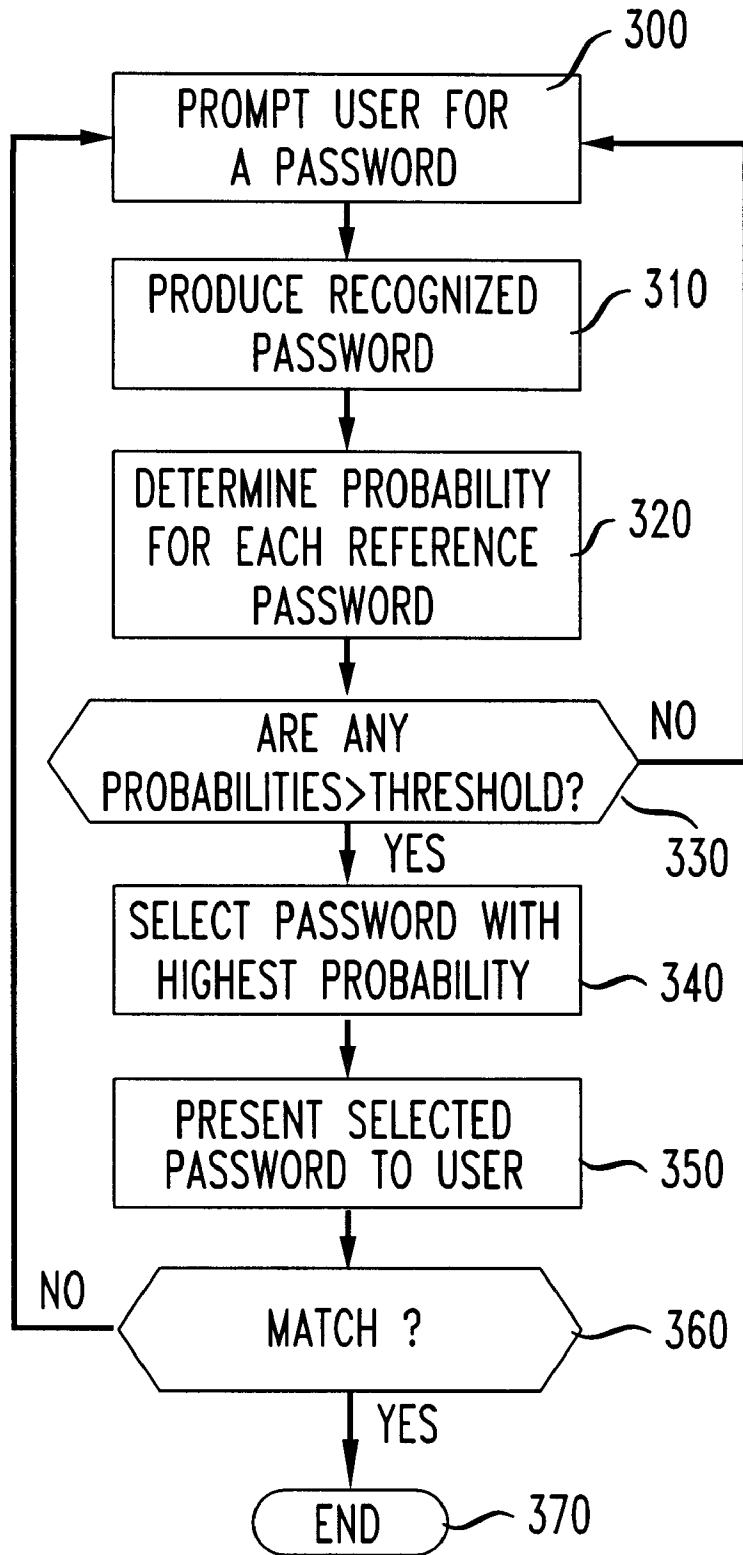 300
PROMPT USER FOR
A PASSWORD
PRODUCE RECOGNIZED
PASSWORD
310
DETERMINE PROBABILITY
FOR EACH REFERENCE
PASSWORD
320
ARE ANY
PROBABILITIES>THRESHOLD?
NO
330
YES
SELECT PASSWORD WITH
HIGHEST PROBABILITY
340
PRESENT SELECTED
PASSWORD TO USER
350
NO
MATCH ?
360
YES
END
370